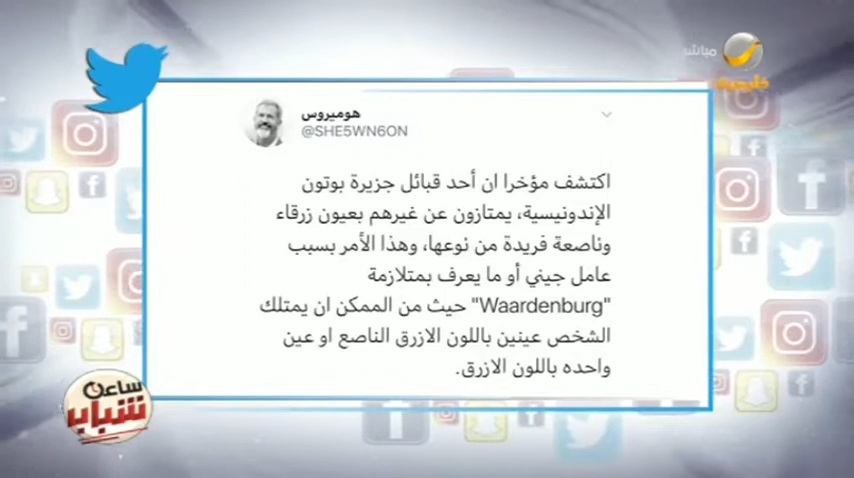 مباشر
خليجية
هوميروس
@SHE5WN6ON
اكتشف مؤخرا ان أحد قبائل جزيرة بوتون
الإندونيسية، يمتازون عن غيرهم بعيون زرقاء
وناصعة فريدة من نوعها، وهذا الأمر بسبب
عامل جيني أو ما يعرف بمتلازمة
"Waardenburg" حيث من الممكن ان يمتلك
الشخص عينين باللون الازرق الناصع او عين
واحده باللون الازرق.
ساعة
شباب